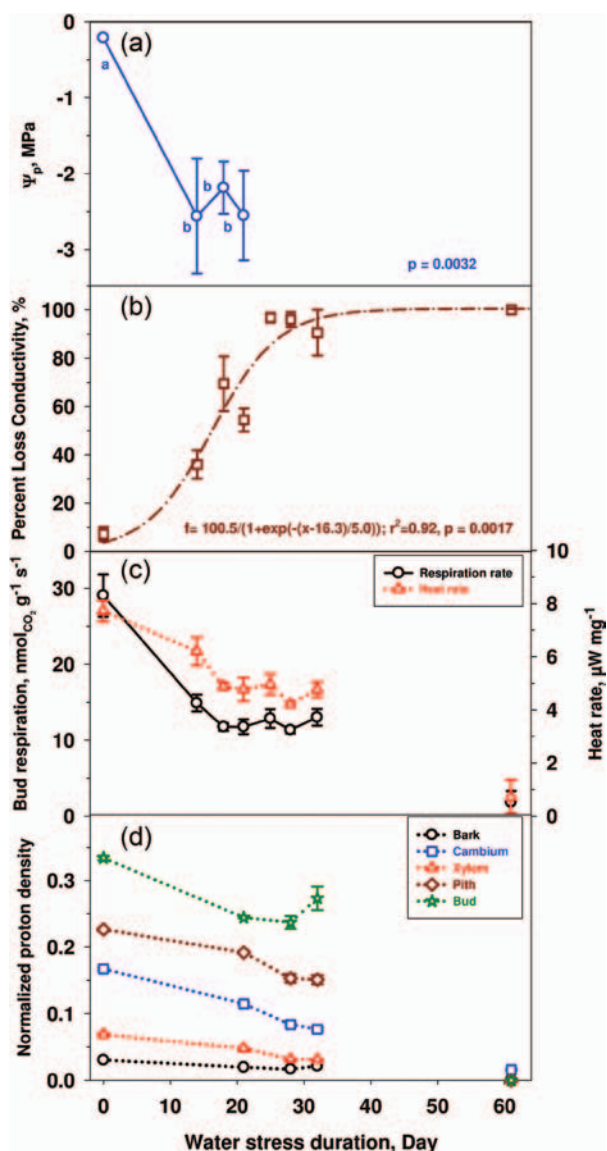 (a)
0
-1
-2
-3
Ψp, MPa
a
b
b
b
p = 0.0032
(b)
100
80
60
40
20
0
Percent Loss Conductivity, %
f= 100.5/(1+exp(-(x-16.3)/5.0)); r²=0.92, p = 0.0017
(c)
30
20
10
0
Bud respiration, nmolCO2 g-1 s-1
Respiration rate
Heat rate
10
8
6
4
2
0
Heat rate, µW mg-1
(d)
0.3
0.2
0.1
0.0
Normalized proton density
Bark
Cambium
Xylem
Pith
Bud
0 10 20 30 40 50 60
Water stress duration, Day